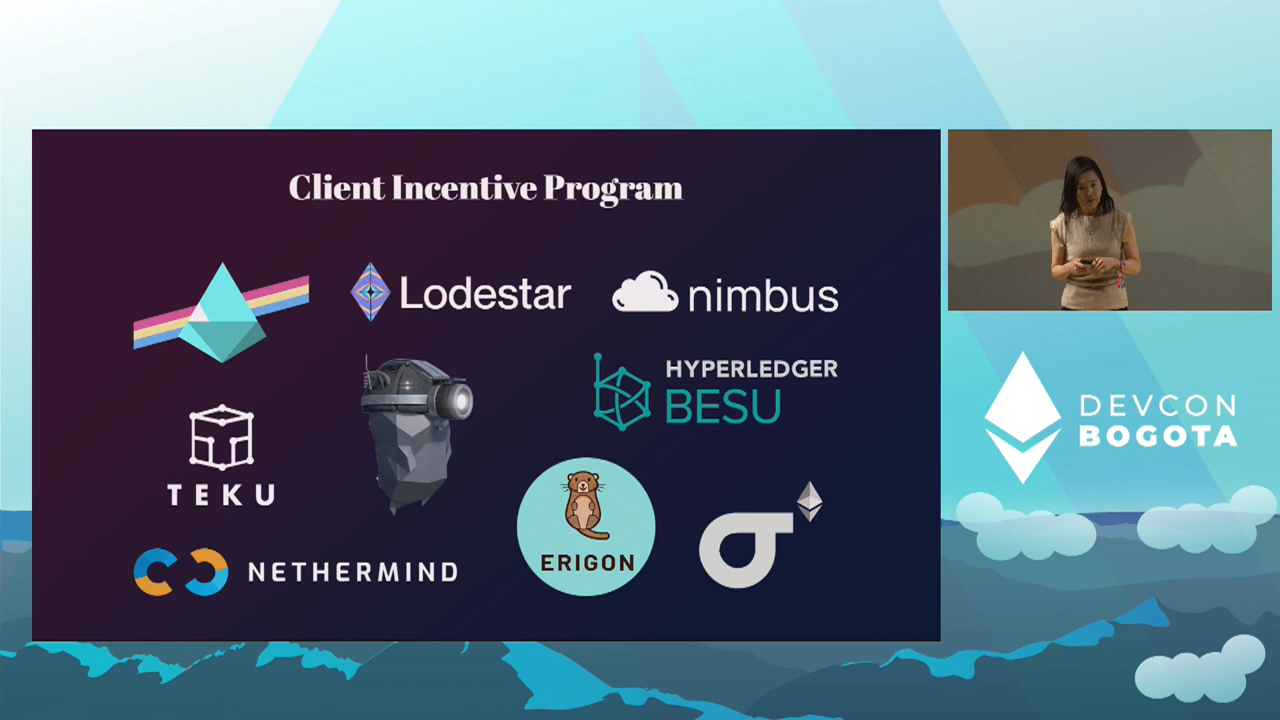 Client Incentive Program
Lodestar
nimbus
HYPERLEDGER
BESU
TEKU
ERIGON
NETHERMIND
DEVCON
BOGOTA